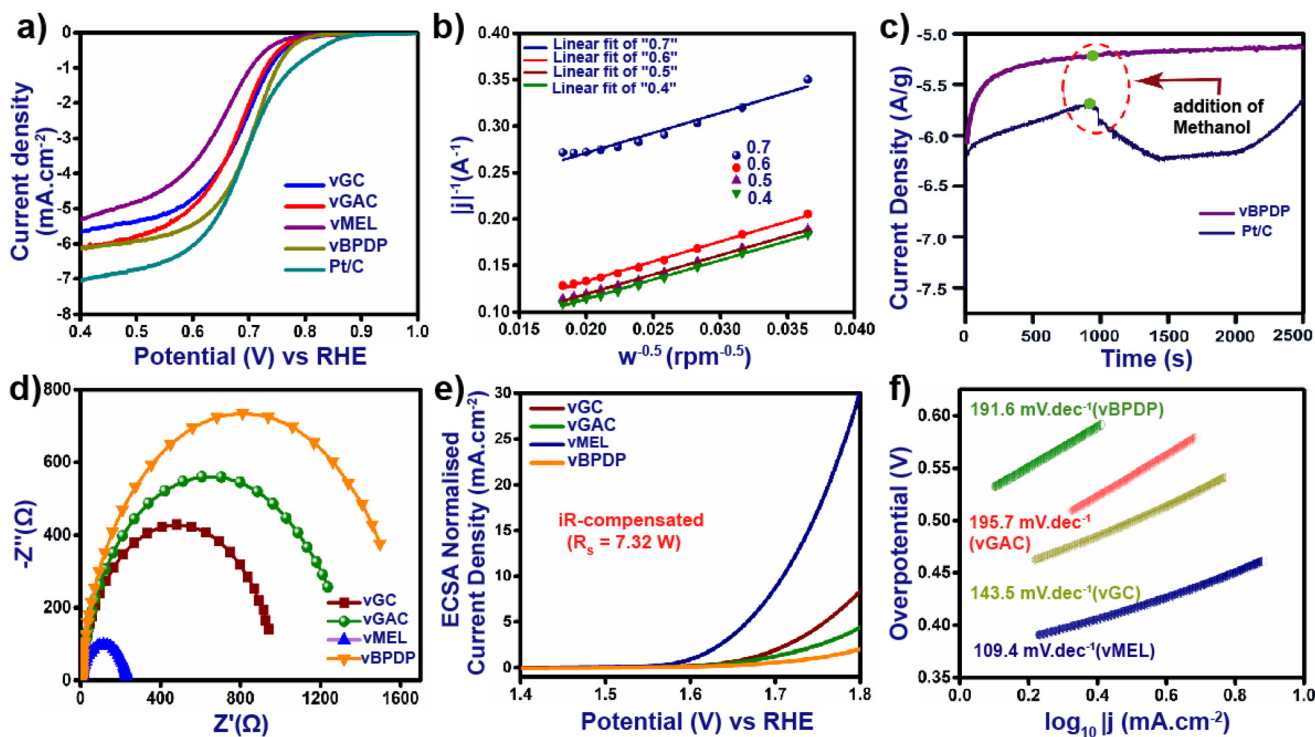 a)
Current density
(mA.cm-2)
0
-1
-2
-3
-4
-5
-6
-7
-8
vGC
vGAC
vMEL
vBPDP
Pt/C
0.4 0.5 0.6 0.7 0.8 0.9 1.0
Potential (V) vs RHE
b)
|j|-1(A-1)
0.40
0.35
0.30
0.25
0.20
0.15
0.10
Linear fit of "0.7"
Linear fit of "0.6"
Linear fit of "0.5"
Linear fit of "0.4"
0.7
0.6
0.5
0.4
0.015 0.020 0.025 0.030 0.035 0.040
w-0.5 (rpm-0.5)
c)
Current Density (A/g)
-5.0
-5.5
-6.0
-6.5
-7.0
-7.5
addition of
Methanol
vBPDP
Pt/C
0 500 1000 1500 2000 2500
Time (s)
d)
-Z''(Ω)
800
600
400
200
0
vGC
vGAC
vMEL
vBPDP
0 400 800 1200 1600
Z'(Ω)
e)
ECSA Normalised
Current Density (mA.cm-2)
30
25
20
15
10
5
0
vGC
vGAC
vMEL
vBPDP
iR-compensated
(Rs = 7.32 W)
1.4 1.5 1.6 1.7 1.8
Potential (V) vs RHE
f)
Overpotential (V)
0.60
0.55
0.50
0.45
0.40
0.35
191.6 mV.dec-1(vBPDP)
195.7 mV.dec-1
(vGAC)
143.5 mV.dec-1(vGC)
109.4 mV.dec-1(vMEL)
0.0 0.2 0.4 0.6 0.8 1.0
log10 |j (mA.cm-2)